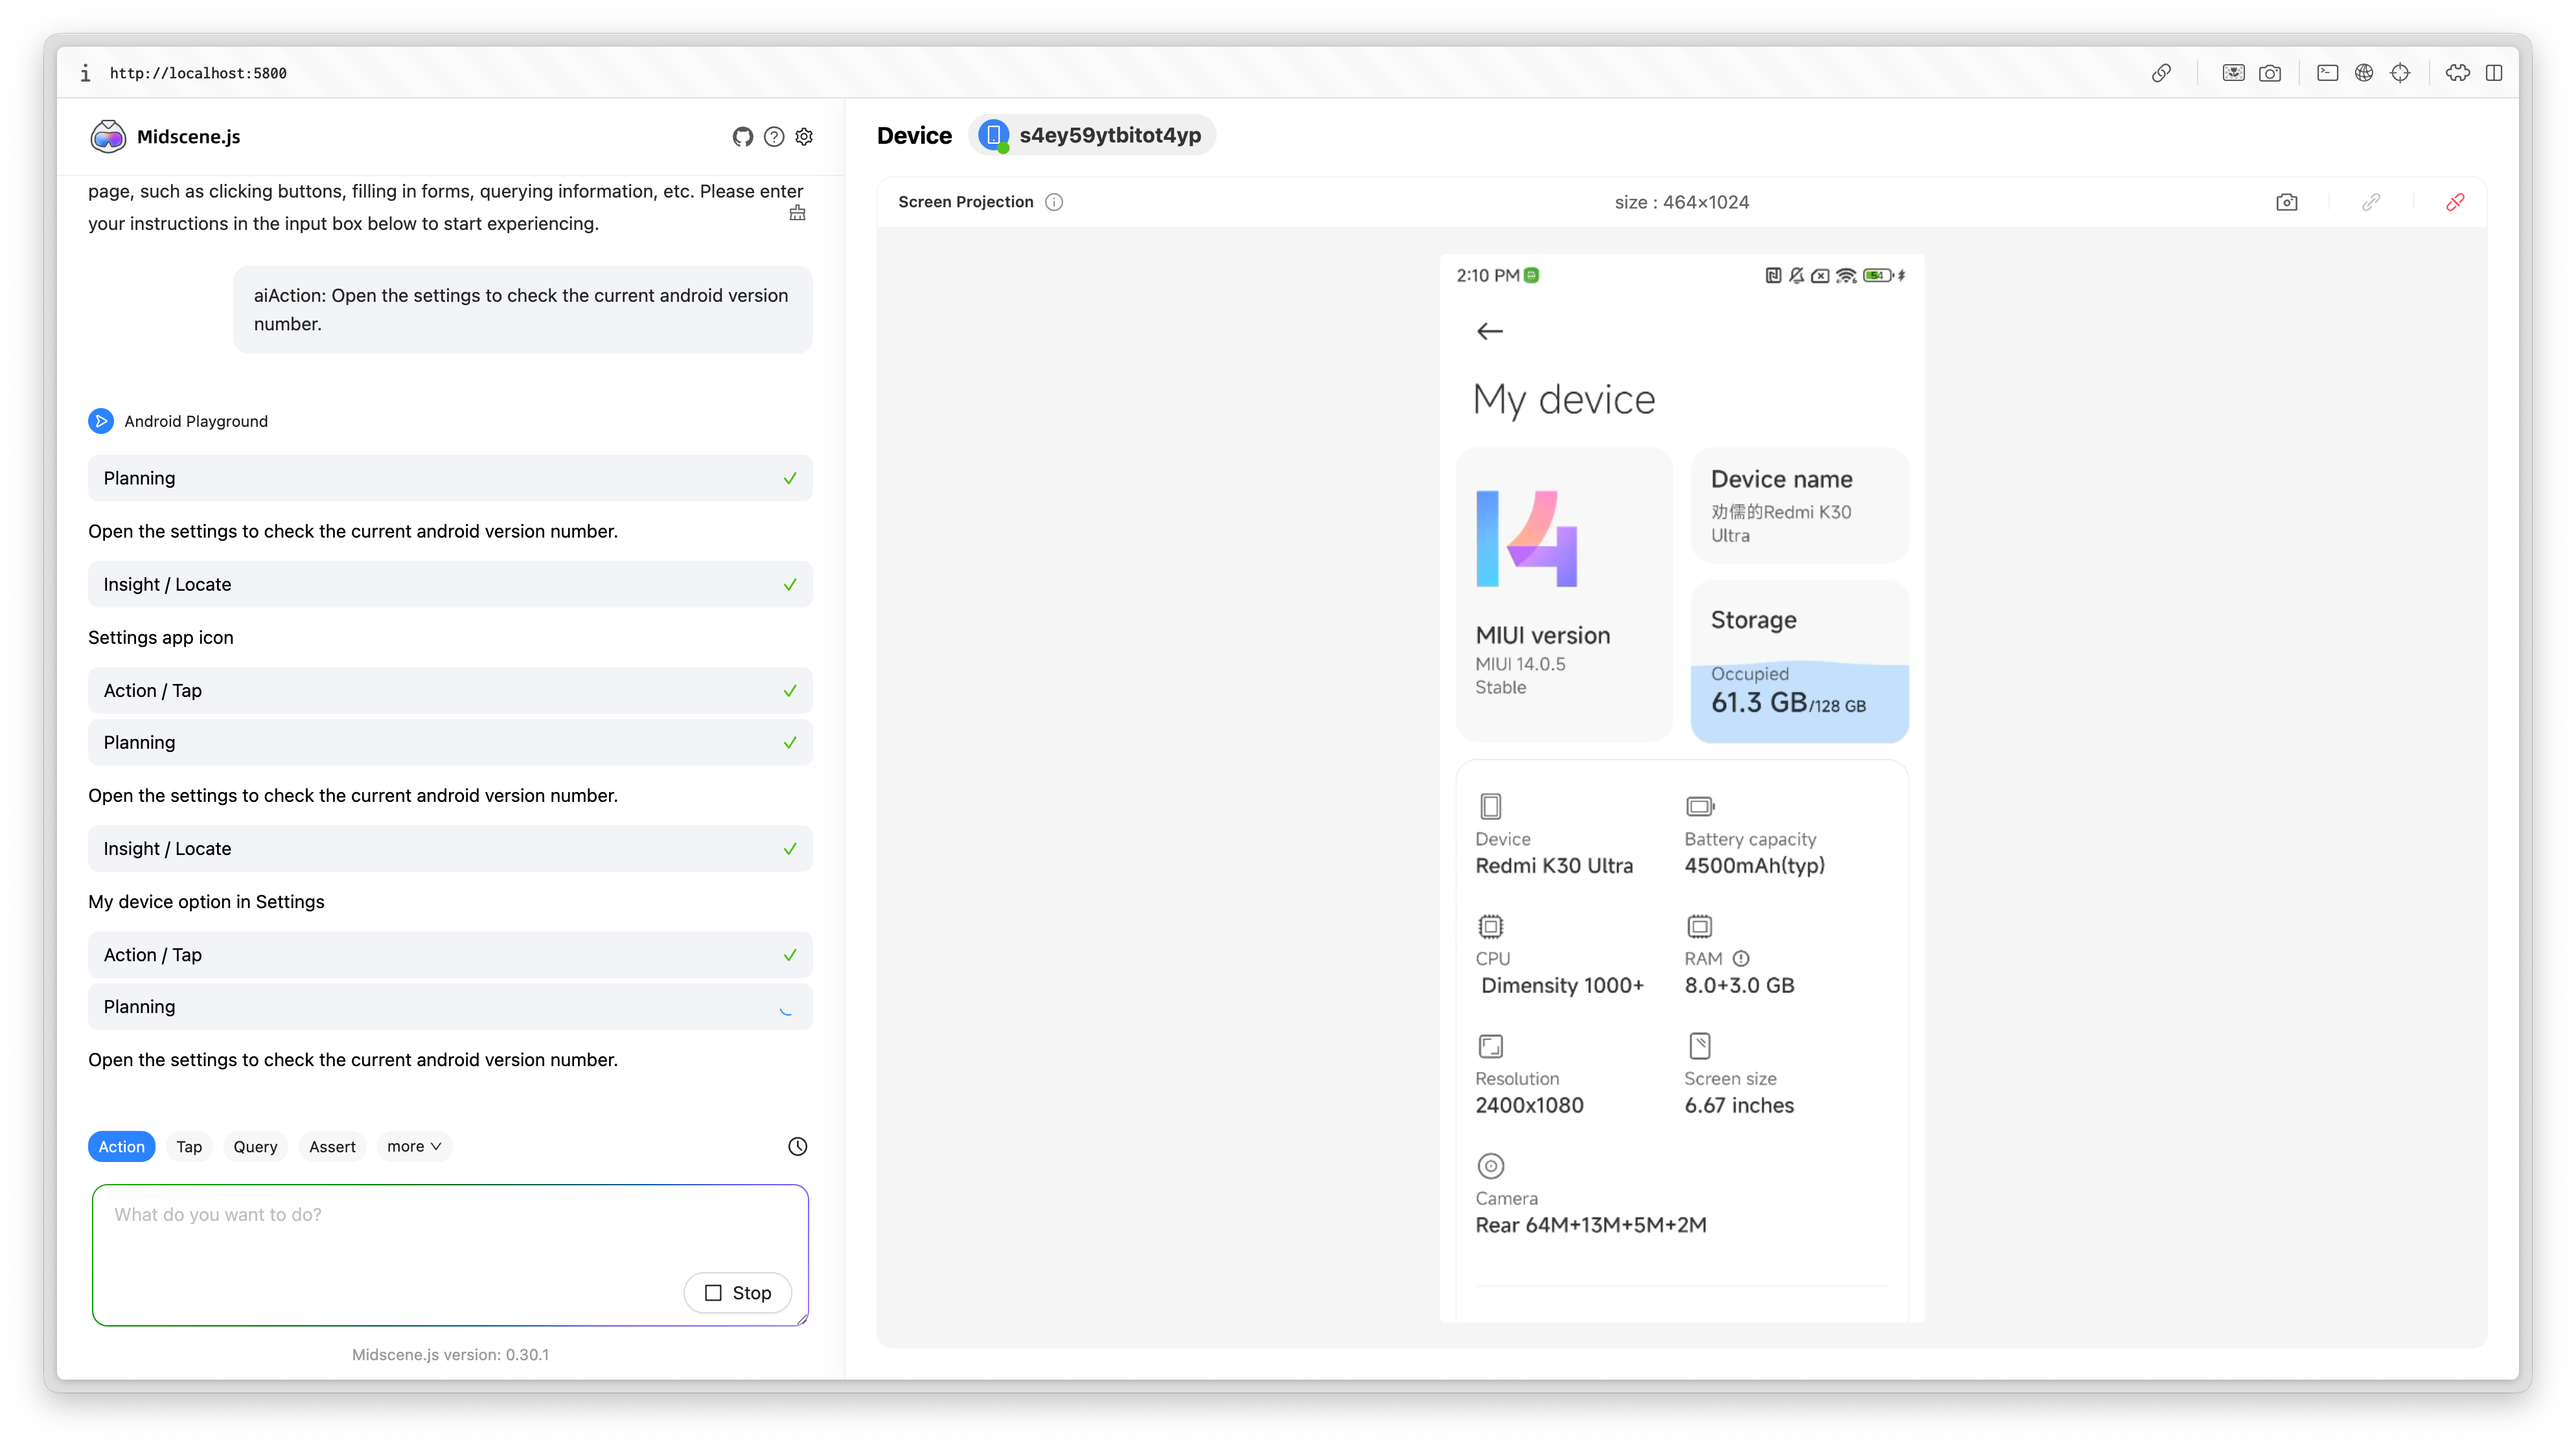 http://localhost:5800
Midscene.js
page, such as clicking buttons, filling in forms, querying information, etc. Please enter
your instructions in the input box below to start experiencing.
aiAction: Open the settings to check the current android version
number.
Android Playground
Planning
Open the settings to check the current android version number.
Insight / Locate
Settings app icon
Action / Tap
Planning
Open the settings to check the current android version number.
Insight / Locate
My device option in Settings
Action / Tap
Planning
Open the settings to check the current android version number.
Action Tap Query Assert more
What do you want to do?
Stop
Midscene.js version: 0.30.1
Device s4ey59ytbitot4yp
Screen Projection size : 464×1024
2:10 PM 54
My device
14
MIUI version
MIUI 14.0.5
Stable
Device name
劝儒的Redmi K30
Ultra
Storage
Occupied
61.3 GB/128 GB
Device
Redmi K30 Ultra
Battery capacity
4500mAh(typ)
CPU
Dimensity 1000+
RAM
8.0+3.0 GB
Resolution
2400x1080
Screen size
6.67 inches
Camera
Rear 64M+13M+5M+2M